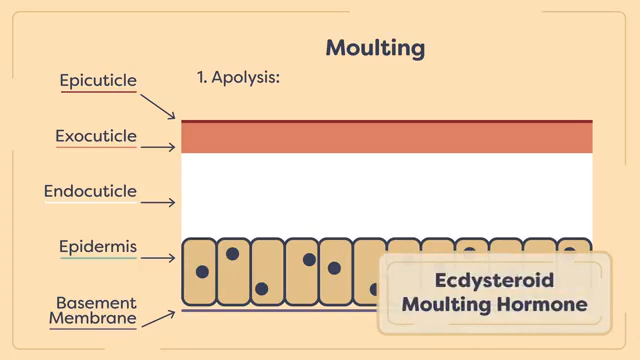 Moulting
1. Apolysis:
Epicuticle
Exocuticle
Endocuticle
Epidermis
Basement
Membrane
Ecdysteroid
Moulting Hormone